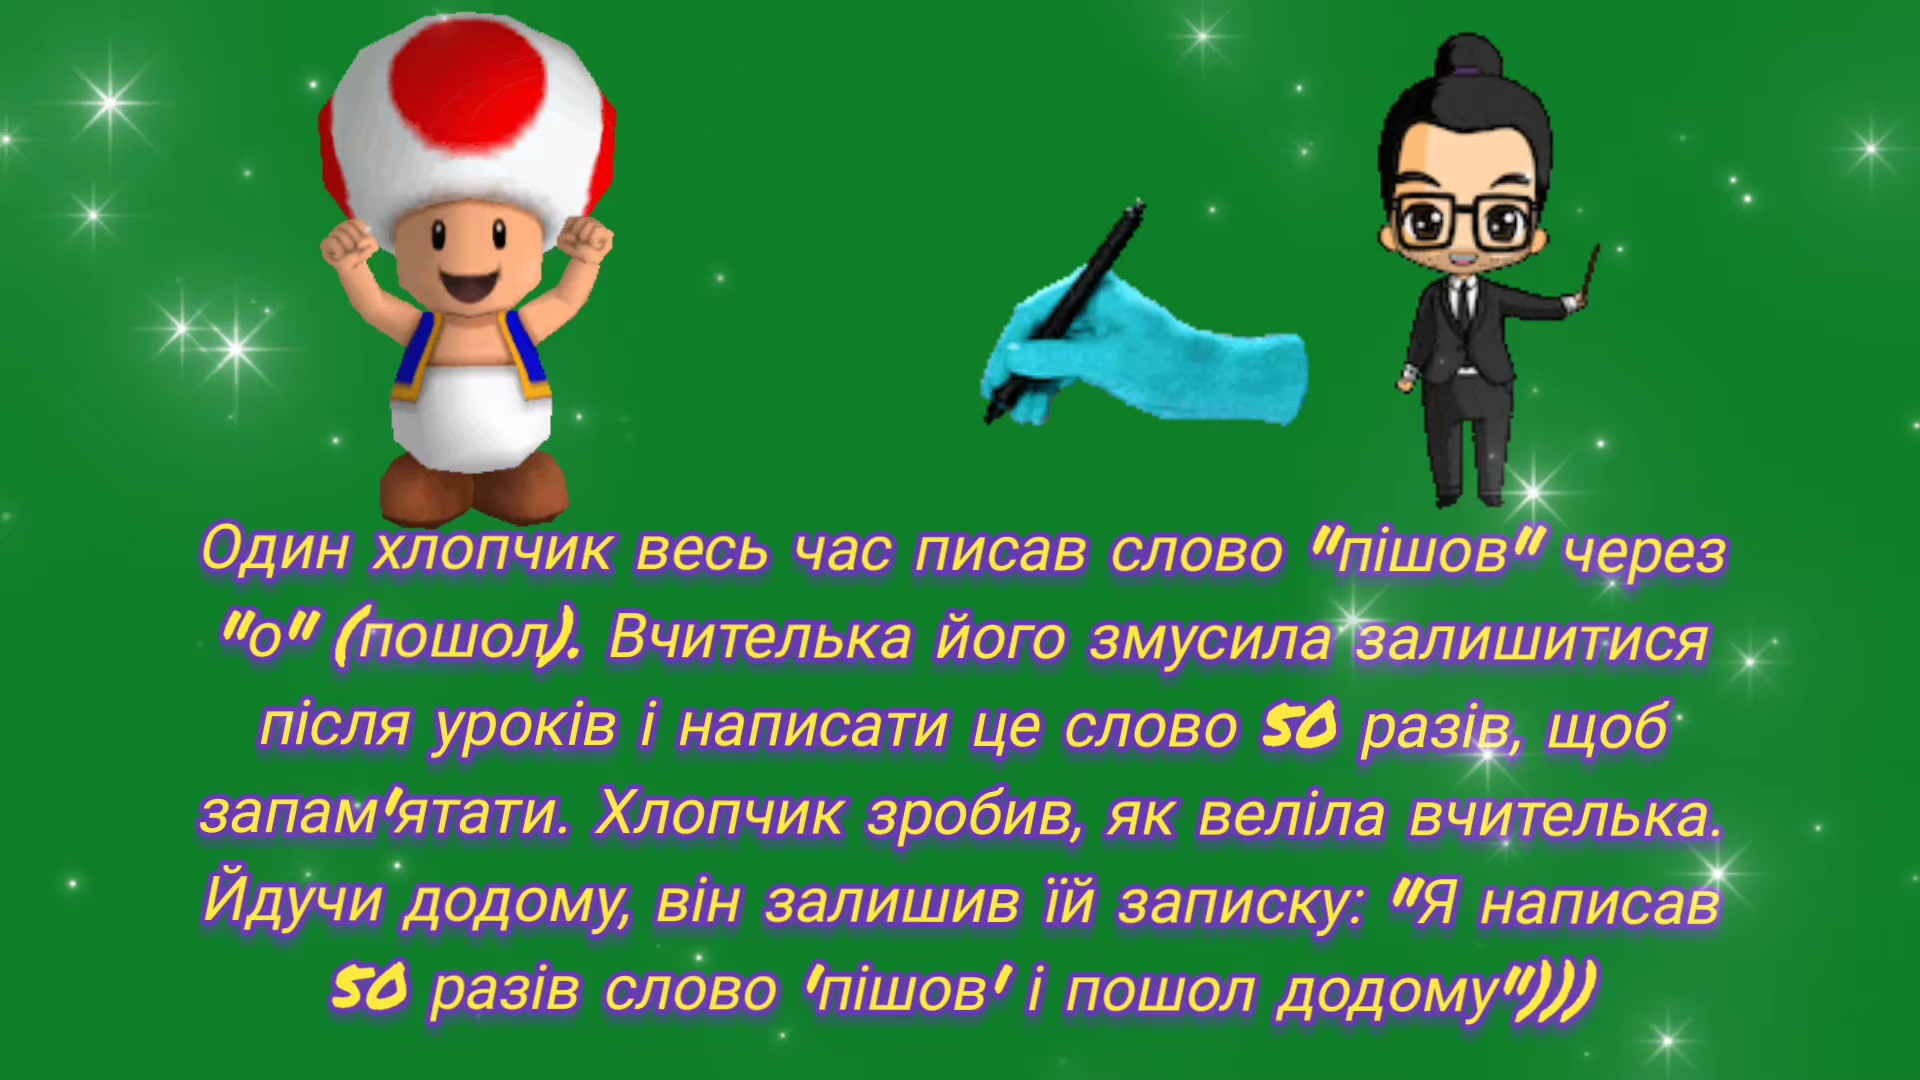 Один хлопчик весь час писав слово "пішов" через
"о" (пошол). Вчителька його змусила залишитися
після уроків і написати це слово 50 разів, щоб
запам'ятати. Хлопчик зробив, як веліла вчителька.
Йдучи додому, він залишив їй записку: "Я написав
50 разів слово 'пішов' і пошол додому")))